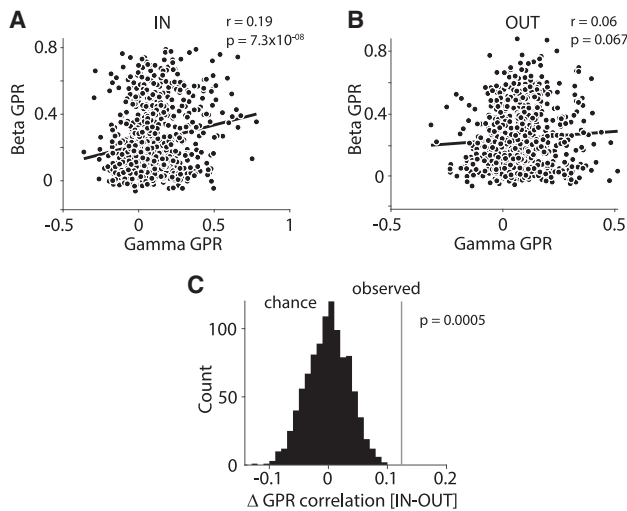 A
IN
r = 0.19
p = 7.3x10⁻⁰⁸
0.8
0.4
0
Beta GPR
-0.5
0
0.5
1
Gamma GPR
B
OUT
r = 0.06
p = 0.067
0.8
0.4
0
Beta GPR
-0.5
0
0.5
Gamma GPR
C
chance
observed
p = 0.0005
100
50
0
Count
-0.1
0
0.1
0.2
Δ GPR correlation [IN-OUT]